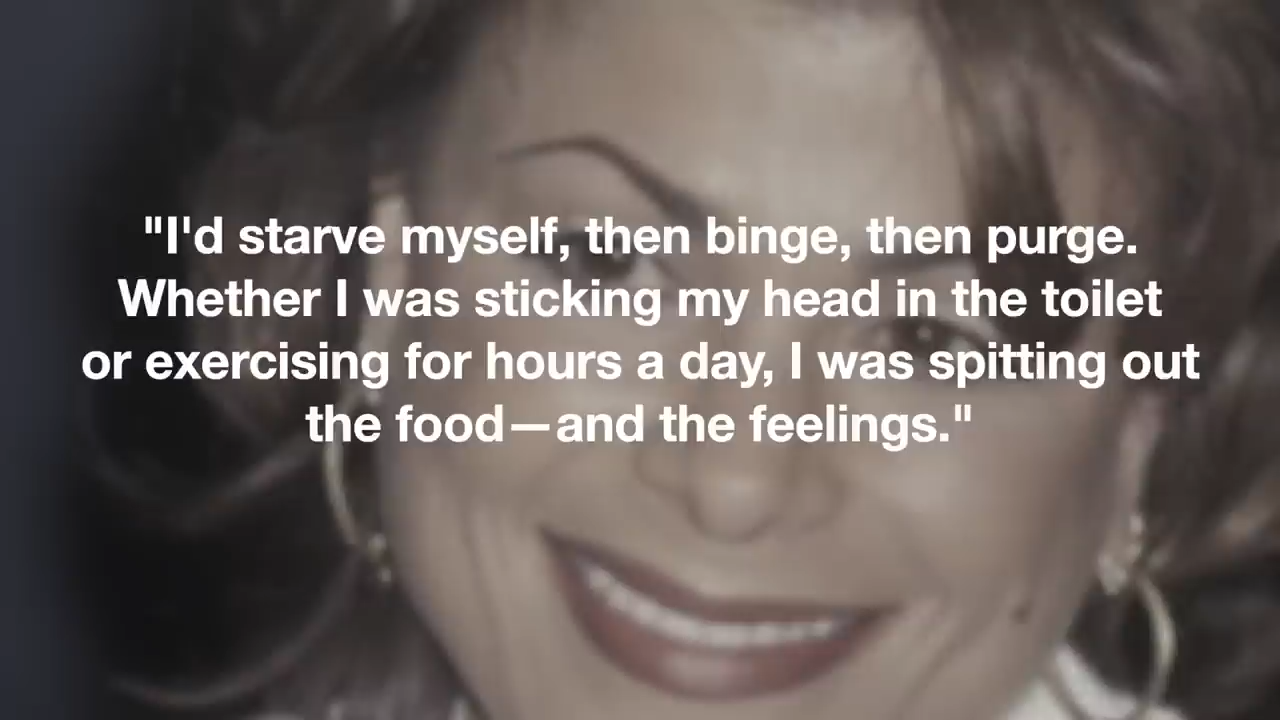 "I'd starve myself, then binge, then purge.
Whether I was sticking my head in the toilet
or exercising for hours a day, I was spitting out
the food—and the feelings."